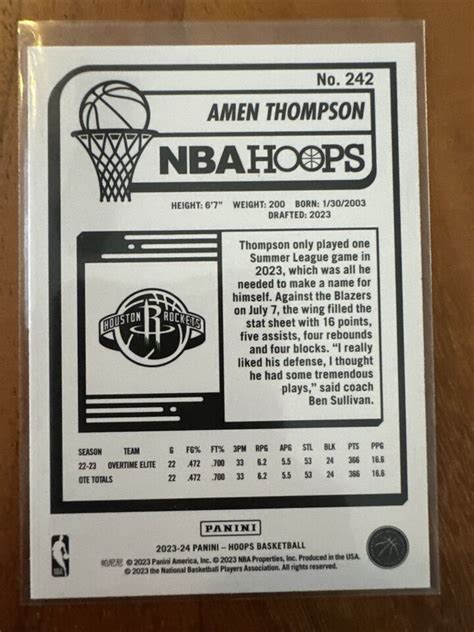 No. 242
AMEN THOMPSON
NBA HOOPS
HEIGHT: 6'7" WEIGHT: 200 BORN: 1/30/2003
DRAFTED: 2023
Thompson only played one
Summer League game in
2023, which was all he
needed to make a name for
himself. Against the Blazers
on July 7, the wing filled the
stat sheet with 16 points,
five assists, four rebounds
and four blocks. “I really
liked his defense, I thought
he had some tremendous
plays,” said coach
Ben Sullivan.
HOUSTON R ROCKETS
SEASON TEAM G FG% FT% 3PM RPG APG STL BLK PTS PPG
22-23 OVERTIME ELITE 22 .472 .700 33 6.2 5.5 53 24 366 16.6
OTE TOTALS 22 .472 .700 33 6.2 5.5 53 24 366 16.6
PANINI
2023-24 PANINI – HOOPS BASKETBALL
© 2023 Panini America, Inc. © 2023 NBA Properties, Inc. Produced in the USA.
© 2023 the National Basketball Players Association. All rights reserved.